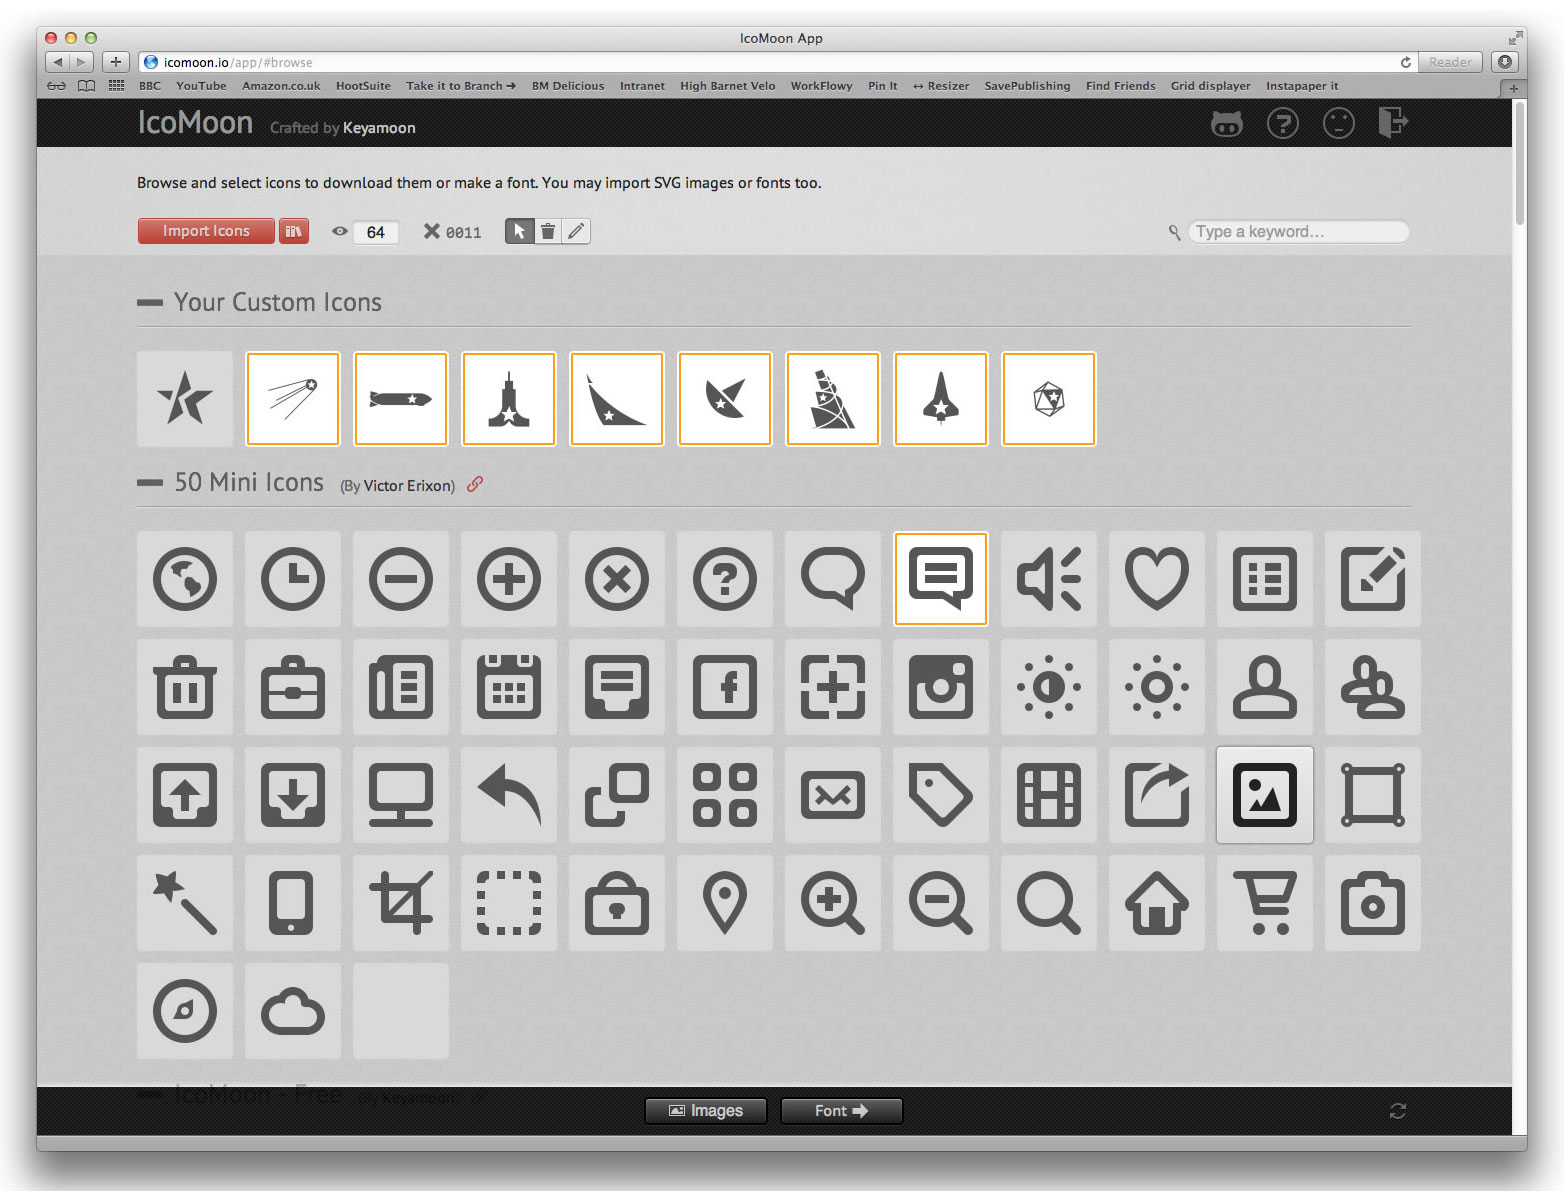 IcoMoon App
icomoon.io/app/#browse
Reader
BBC YouTube Amazon.co.uk HootSuite Take it to Branch → BM Delicious Intranet High Barnet Velo WorkFlowy Pin It ↔ Resizer SavePublishing Find Friends Grid displayer Instapaper it
IcoMoon Crafted by Keyamoon
Browse and select icons to download them or make a font. You may import SVG images or fonts too.
Import Icons 64 0011 Type a keyword...
Your Custom Icons
50 Mini Icons (By Victor Erixon)
IcoMoon - Free (By Keyamoon)
Images Font